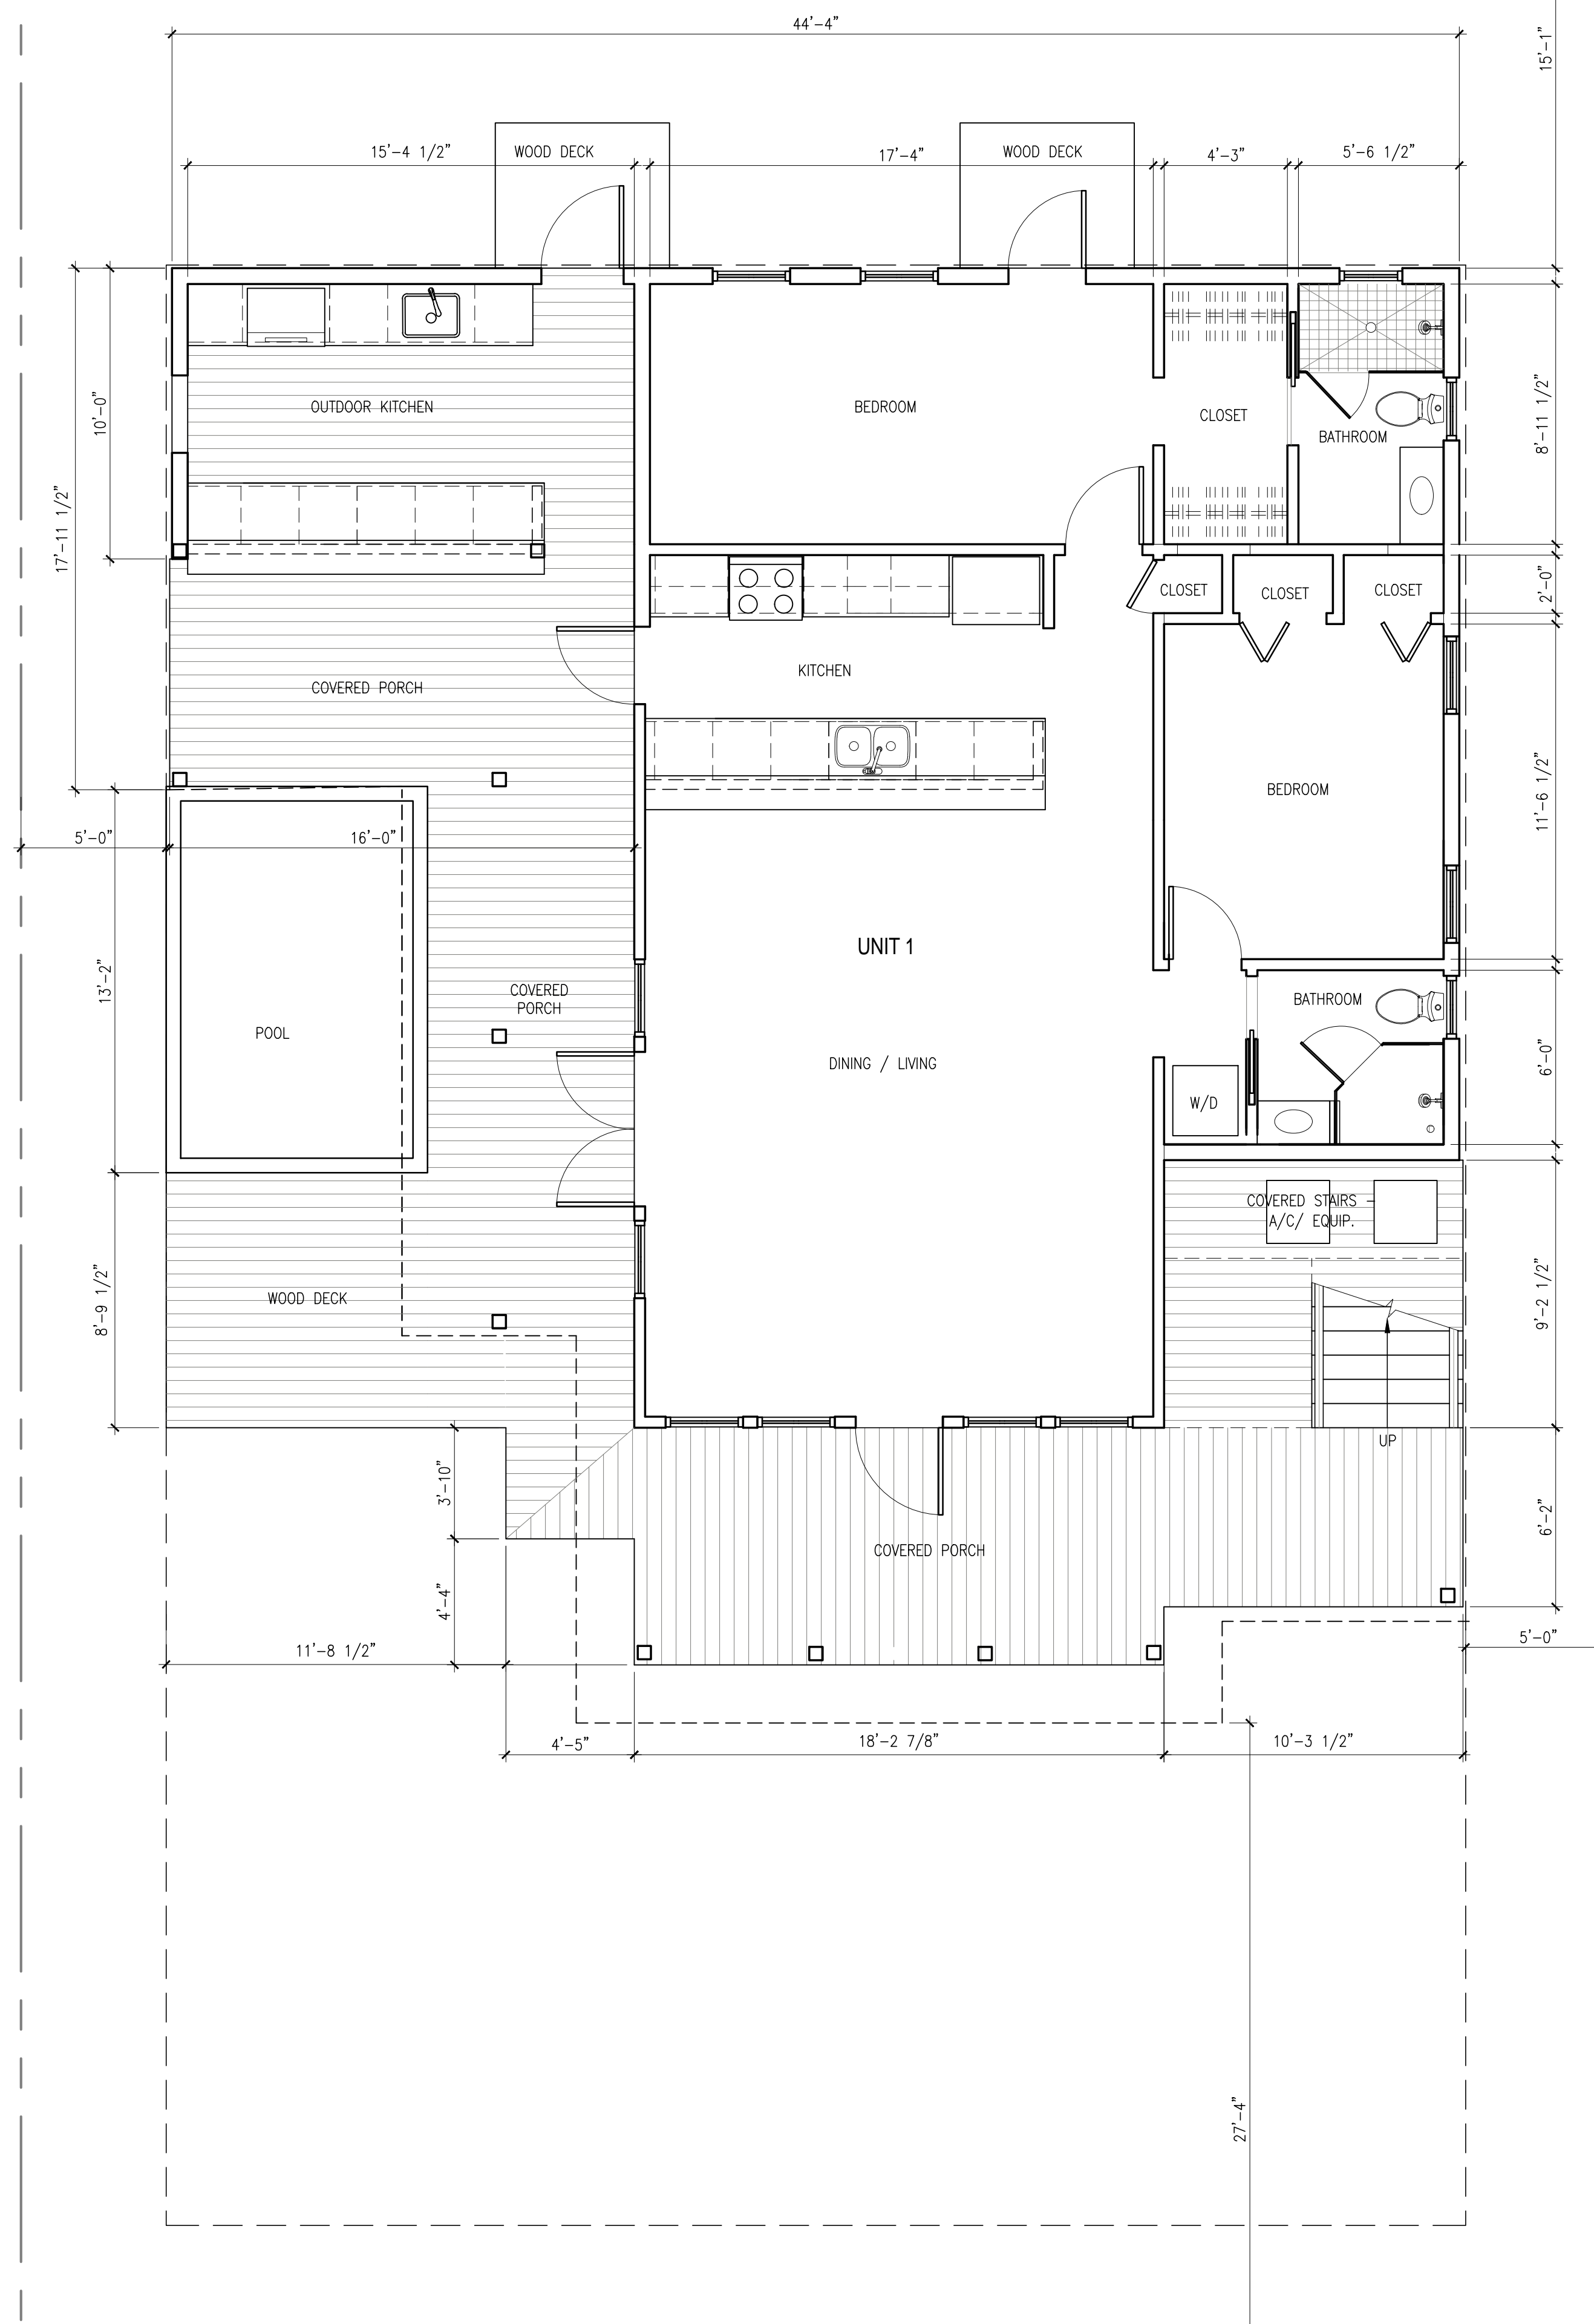 44'-4"
15'-1"
15'-4 1/2"
WOOD DECK
17'-4"
WOOD DECK
4'-3"
5'-6 1/2"
10'-0"
17'-11 1/2"
OUTDOOR KITCHEN
BEDROOM
CLOSET
BATHROOM
8'-11 1/2"
CLOSET
CLOSET
CLOSET
2'-0"
COVERED PORCH
KITCHEN
BEDROOM
11'-6 1/2"
5'-0"
16'-0"
UNIT 1
13'-2"
COVERED
PORCH
BATHROOM
POOL
DINING / LIVING
6'-0"
W/D
COVERED STAIRS -
A/C/ EQUIP.
WOOD DECK
8'-9 1/2"
9'-2 1/2"
UP
3'-10"
6'-2"
COVERED PORCH
4'-4"
11'-8 1/2"
5'-0"
4'-5"
18'-2 7/8"
10'-3 1/2"
27'-4"